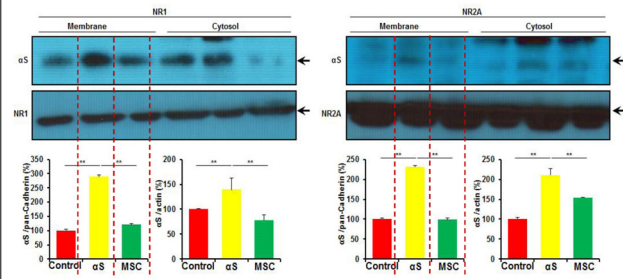 NR1
Membrane Cytosol
αS
NR1
350
300
250
200
150
100
50
0
αS /pan-Cadherin (%)
** **
Control αS MSC
200
150
100
50
0
αS /actin (%)
** **
Control αS MSC
NR2A
Membrane Cytosol
αS
NR2A
250
200
150
100
50
0
αS /pan-Cadherin (%)
** **
Control αS MSC
250
200
150
100
50
0
αS /actin (%)
** **
Control αS MSC